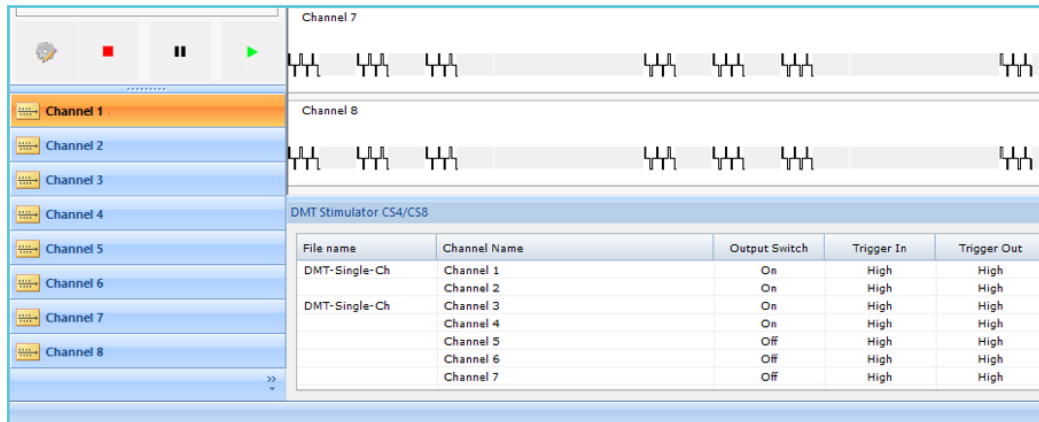 Channel 7
Channel 1
Channel 2
Channel 3
Channel 4
Channel 5
Channel 6
Channel 7
Channel 8
Channel 8
DMT Stimulator CS4/CS8
File name Channel Name Output Switch Trigger In Trigger Out
DMT-Single-Ch Channel 1 On High High
Channel 2 On High High
DMT-Single-Ch Channel 3 On High High
Channel 4 On High High
Channel 5 Off High High
Channel 6 Off High High
Channel 7 Off High High